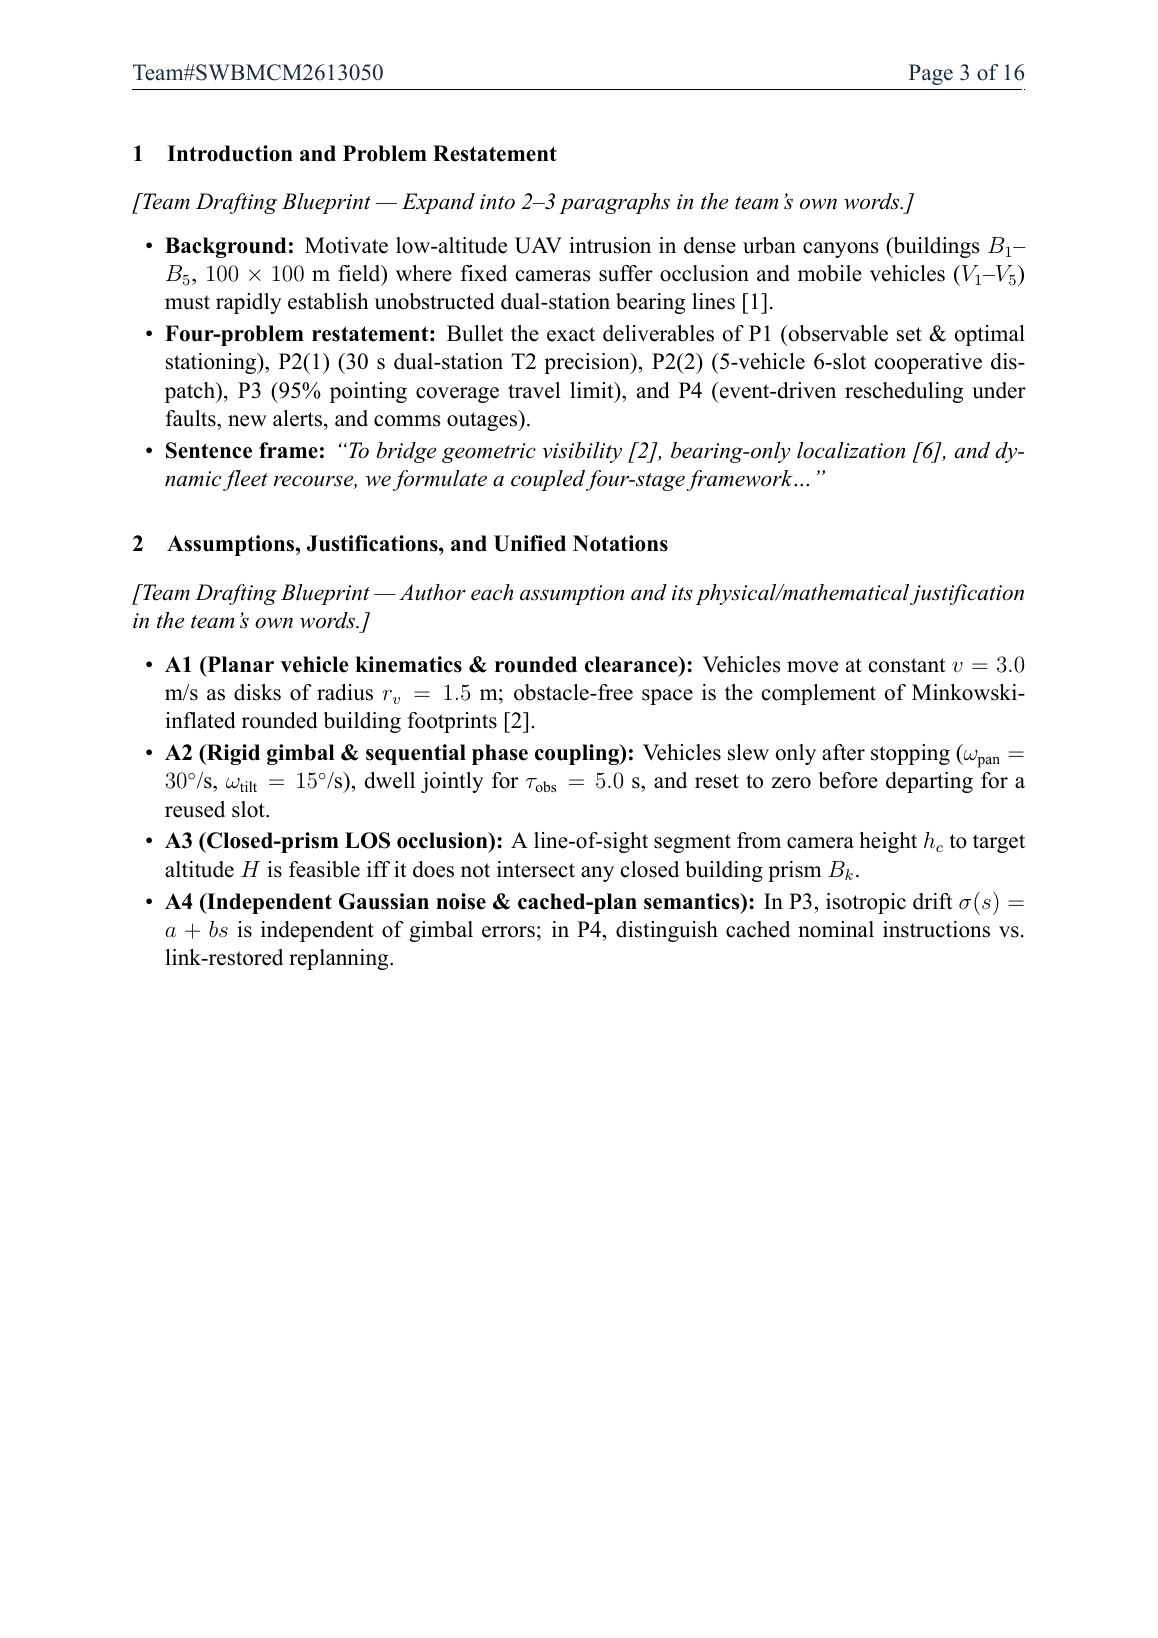 Team#SWBMCM2613050 Page 3 of 16
1 Introduction and Problem Restatement
[Team Drafting Blueprint — Expand into 2–3 paragraphs in the team's own words.]
• Background: Motivate low-altitude UAV intrusion in dense urban canyons (buildings B₁–
B₅, 100 × 100 m field) where fixed cameras suffer occlusion and mobile vehicles (V₁–V₅)
must rapidly establish unobstructed dual-station bearing lines [1].
• Four-problem restatement: Bullet the exact deliverables of P1 (observable set & optimal
stationing), P2(1) (30 s dual-station T2 precision), P2(2) (5-vehicle 6-slot cooperative dis-
patch), P3 (95% pointing coverage travel limit), and P4 (event-driven rescheduling under
faults, new alerts, and comms outages).
• Sentence frame: “To bridge geometric visibility [2], bearing-only localization [6], and dy-
namic fleet recourse, we formulate a coupled four-stage framework...”
2 Assumptions, Justifications, and Unified Notations
[Team Drafting Blueprint — Author each assumption and its physical/mathematical justification
in the team's own words.]
• A1 (Planar vehicle kinematics & rounded clearance): Vehicles move at constant v = 3.0
m/s as disks of radius r_v = 1.5 m; obstacle-free space is the complement of Minkowski-
inflated rounded building footprints [2].
• A2 (Rigid gimbal & sequential phase coupling): Vehicles slew only after stopping (ω_pan =
30°/s, ω_tilt = 15°/s), dwell jointly for τ_obs = 5.0 s, and reset to zero before departing for a
reused slot.
• A3 (Closed-prism LOS occlusion): A line-of-sight segment from camera height h_c to target
altitude H is feasible iff it does not intersect any closed building prism B_k.
• A4 (Independent Gaussian noise & cached-plan semantics): In P3, isotropic drift σ(s) =
a + bs is independent of gimbal errors; in P4, distinguish cached nominal instructions vs.
link-restored replanning.